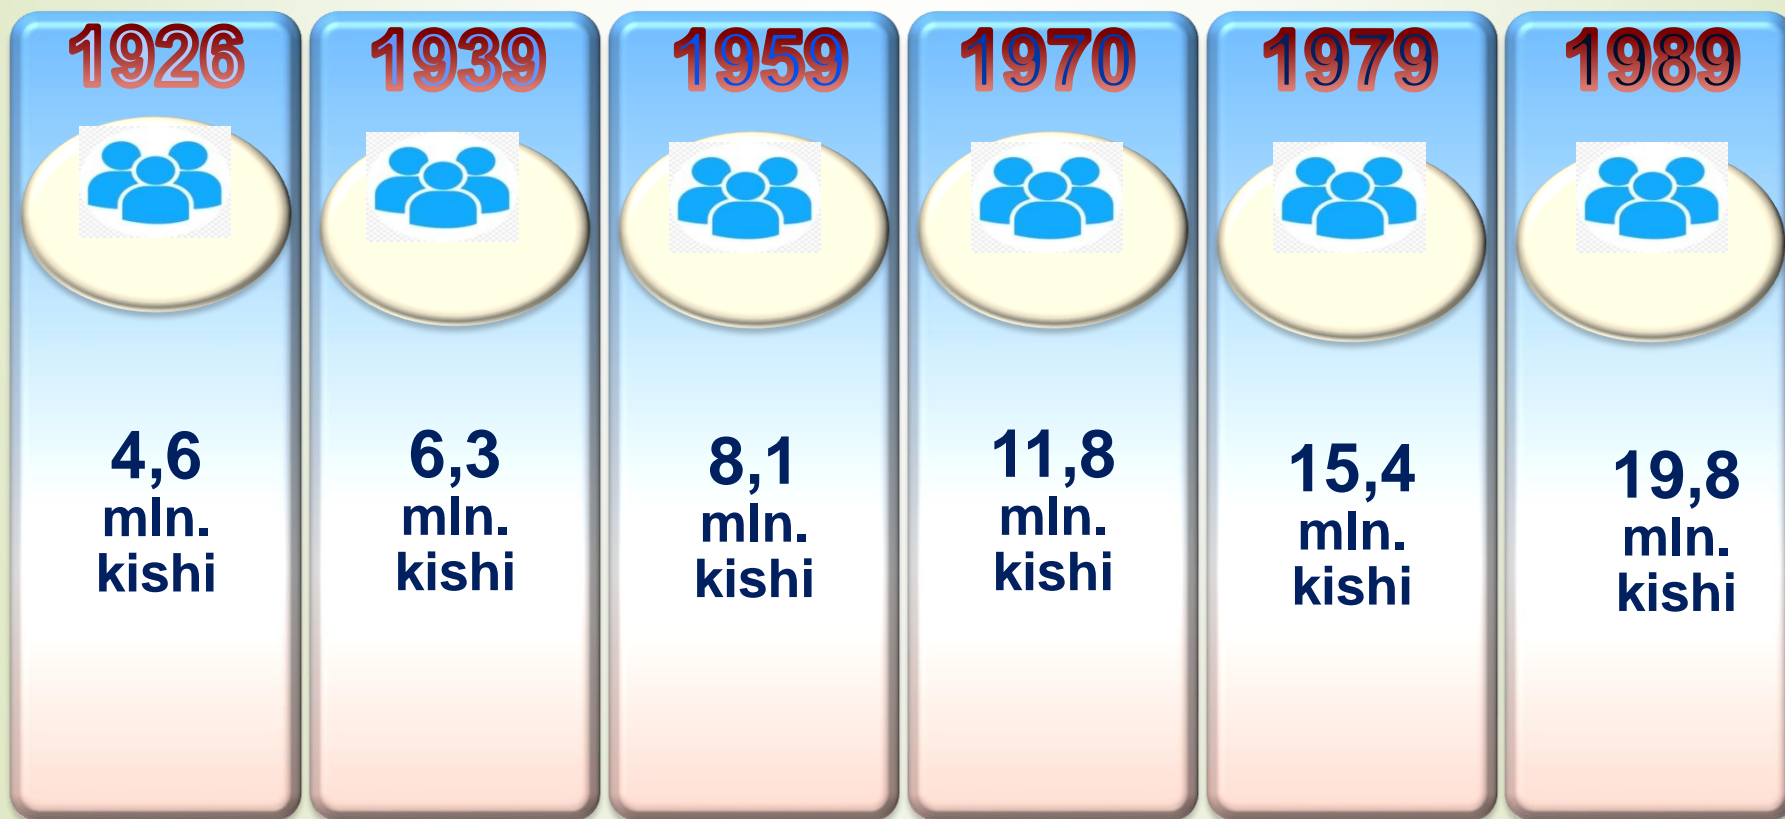 1926
4,6
mln.
kishi
1939
6,3
mln.
kishi
1959
8,1
mln.
kishi
1970
11,8
mln.
kishi
1979
15,4
mln.
kishi
1989
19,8
mln.
kishi